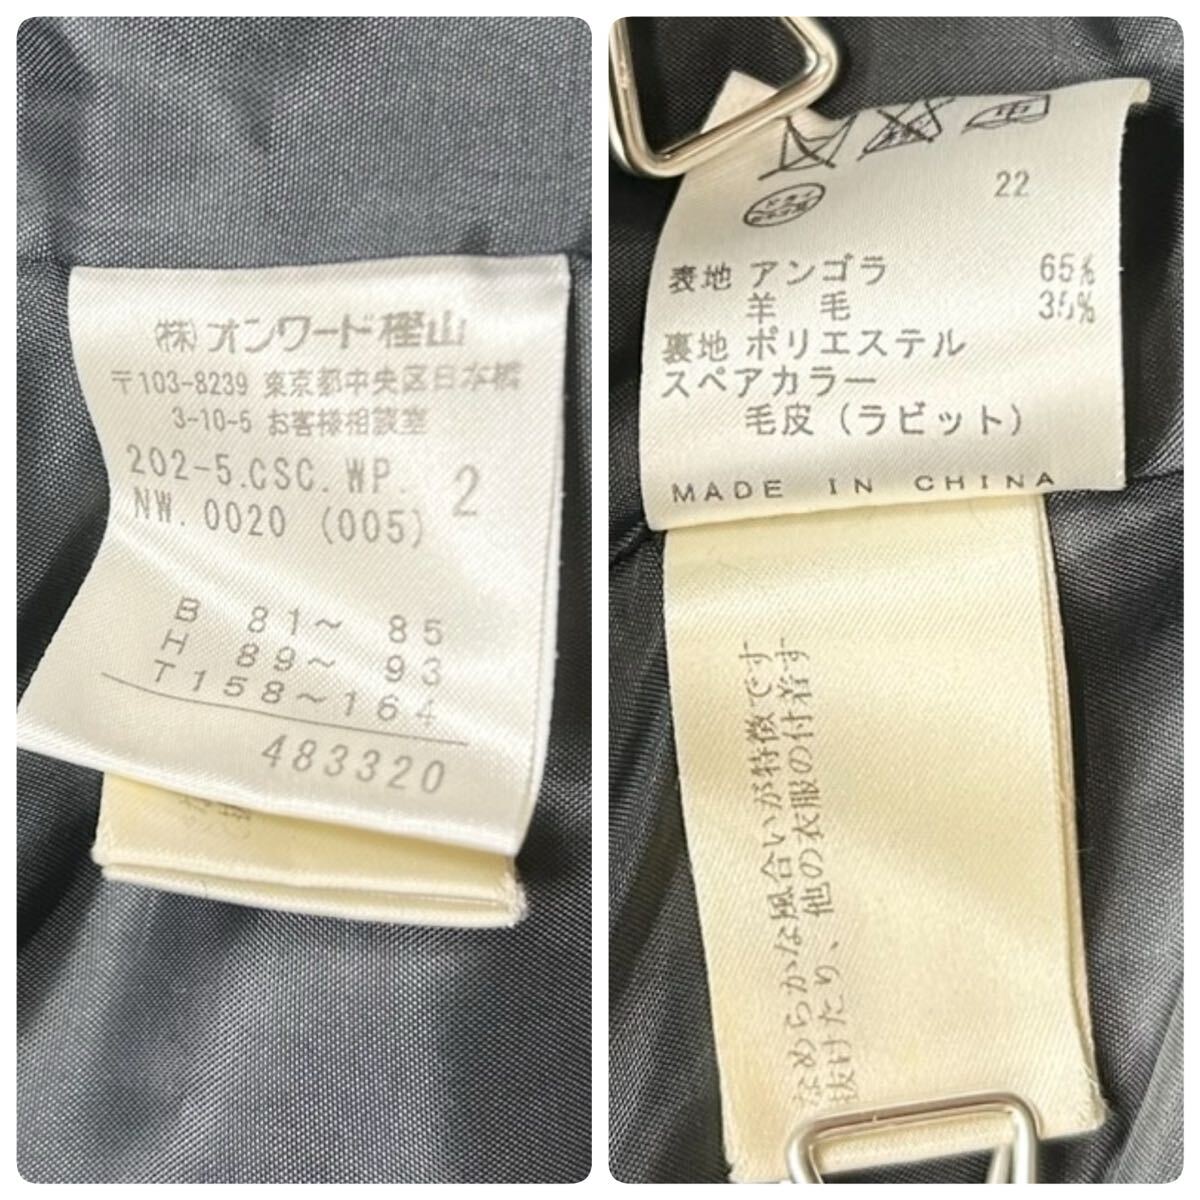 (株)オンワード樫山
〒103-8239 東京都中央区日本橋
3-10-5 お客様相談室
202-5.CSC.WP. 2
NW.0020 (005)
B 81〜 85
H 89〜 93
T158〜164
483320
22
表地 アンゴラ 65%
羊 毛 35%
裏地 ポリエステル
スペアカラー
毛皮(ラビット)
MADE IN CHINA
なめらかな風合いが特徴です
抜けたり、他の衣服の付着す